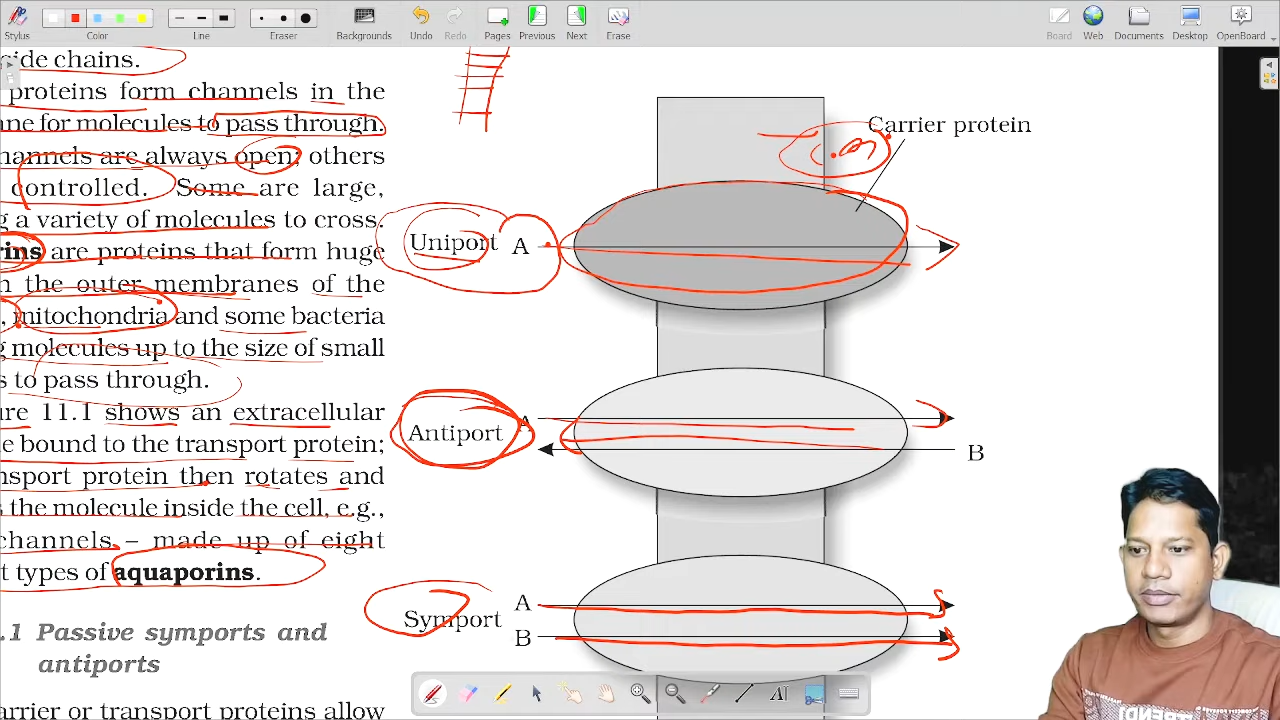 Stylus
Color
Line
Eraser
Backgrounds
Undo
Redo
Pages
Previous
Next
Erase
Board
Web
Documents
Desktop
OpenBoard
cide chains.
proteins form channels in the
ne for molecules to pass through.
hannels are always open; others
controlled. Some are large,
g a variety of molecules to cross.
ins are proteins that form huge
n the outer membranes of the
, mitochondria and some bacteria
g molecules up to the size of small
s to pass through.
ure 11.1 shows an extracellular
e bound to the transport protein;
nsport protein then rotates and
s the molecule inside the cell, e.g.,
channels – made up of eight
t types of aquaporins.
.1 Passive symports and
antiports
arrier or transport proteins allow
Carrier protein
Uniport A
A
Antiport
B
A
Symport
B